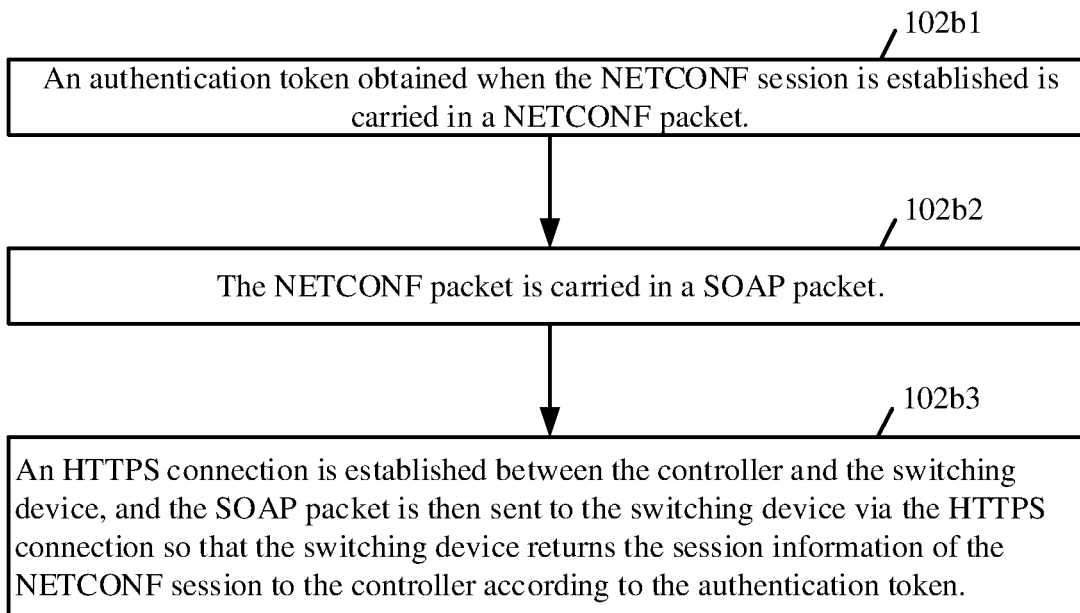 102b1
An authentication token obtained when the NETCONF session is established is
carried in a NETCONF packet.
102b2
The NETCONF packet is carried in a SOAP packet.
102b3
An HTTPS connection is established between the controller and the switching
device, and the SOAP packet is then sent to the switching device via the HTTPS
connection so that the switching device returns the session information of the
NETCONF session to the controller according to the authentication token.